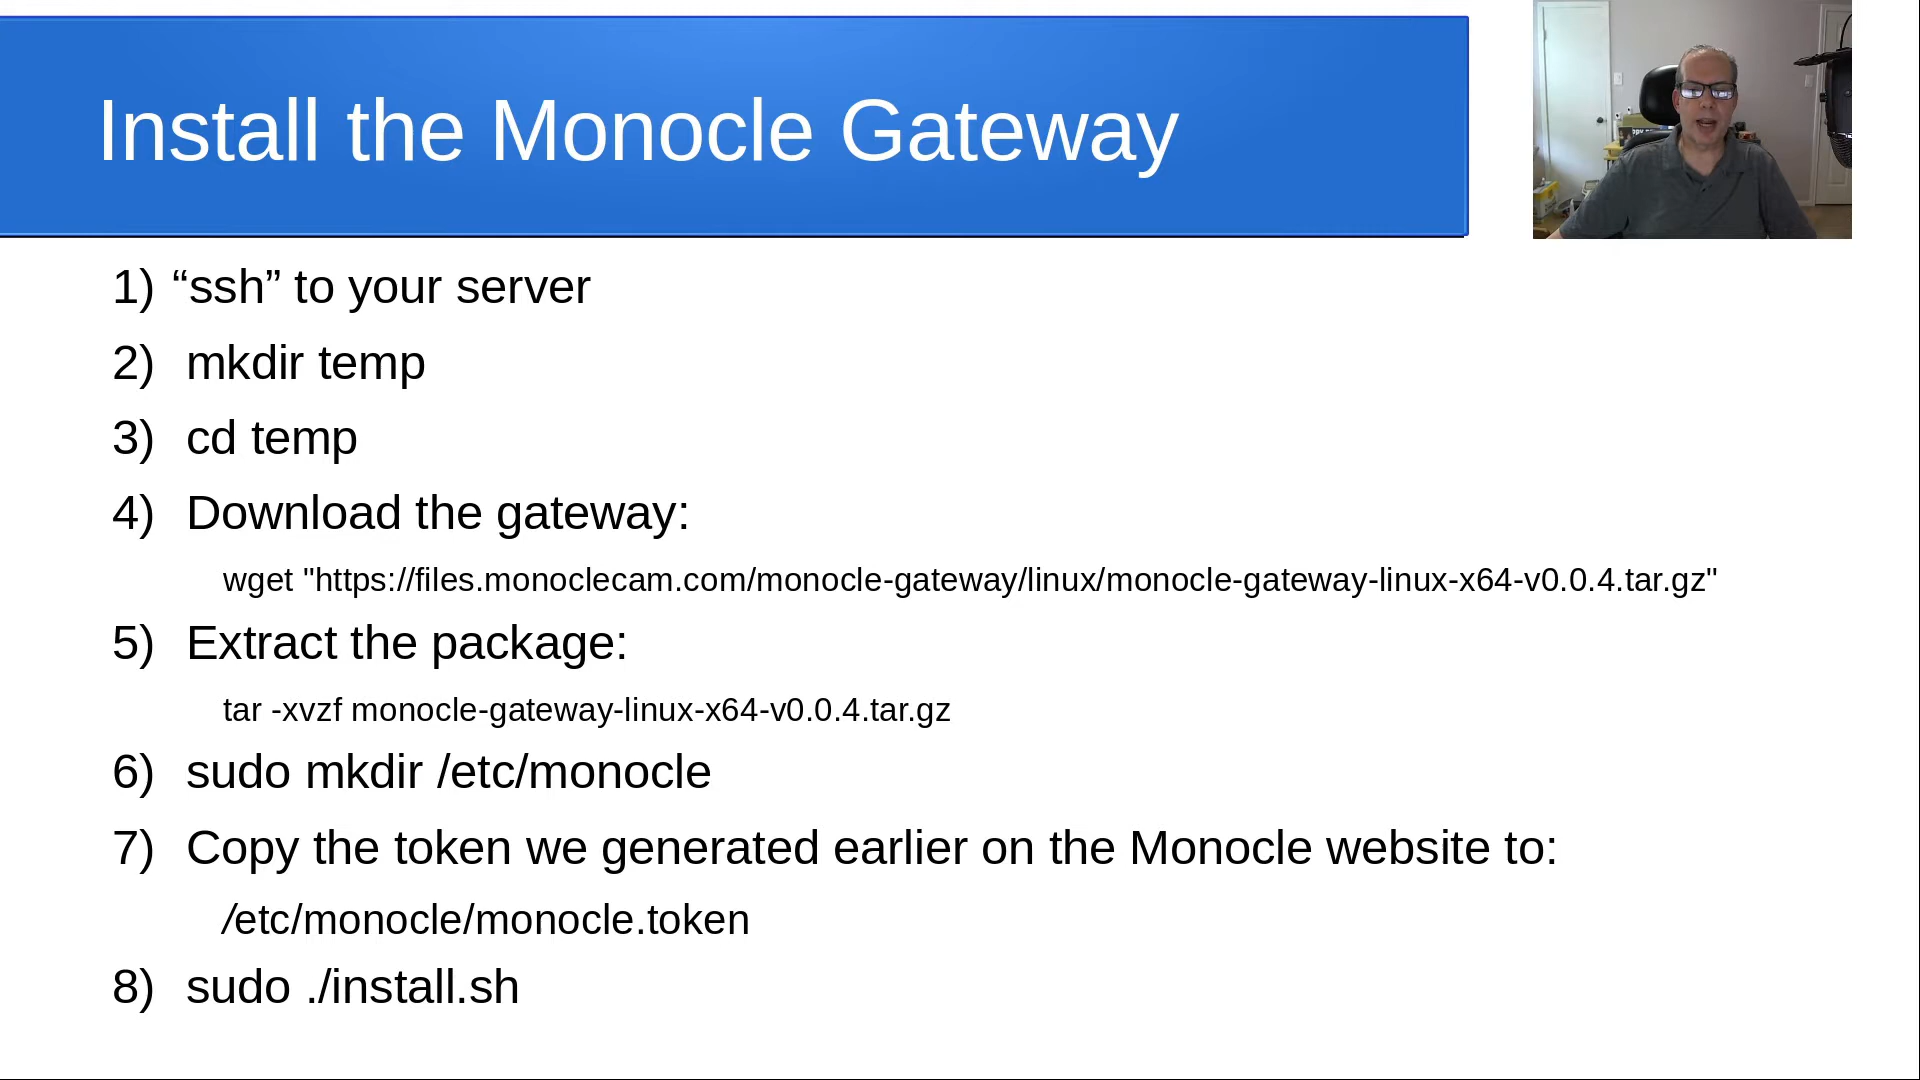 Install the Monocle Gateway
1) “ssh” to your server
2) mkdir temp
3) cd temp
4) Download the gateway:
wget "https://files.monoclecam.com/monocle-gateway/linux/monocle-gateway-linux-x64-v0.0.4.tar.gz"
5) Extract the package:
tar -xvzf monocle-gateway-linux-x64-v0.0.4.tar.gz
6) sudo mkdir /etc/monocle
7) Copy the token we generated earlier on the Monocle website to:
/etc/monocle/monocle.token
8) sudo ./install.sh